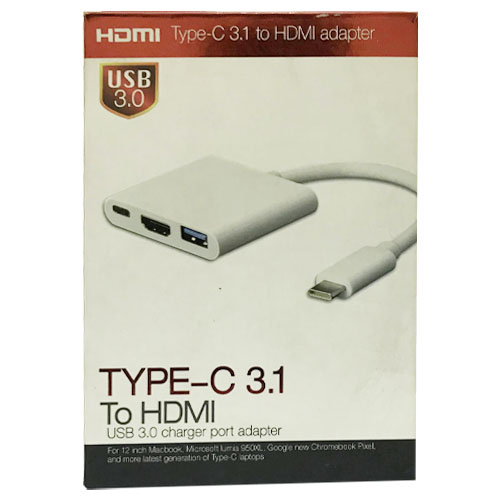 HDMI Type-C 3.1 to HDMI adapter
USB
3.0
TYPE-C 3.1
To HDMI
USB 3.0 charger port adapter
For 12 inch Macbook, Microsoft lumia 950XL, Google new Chromebook Pixel,
and more latest generation of Type-C laptops